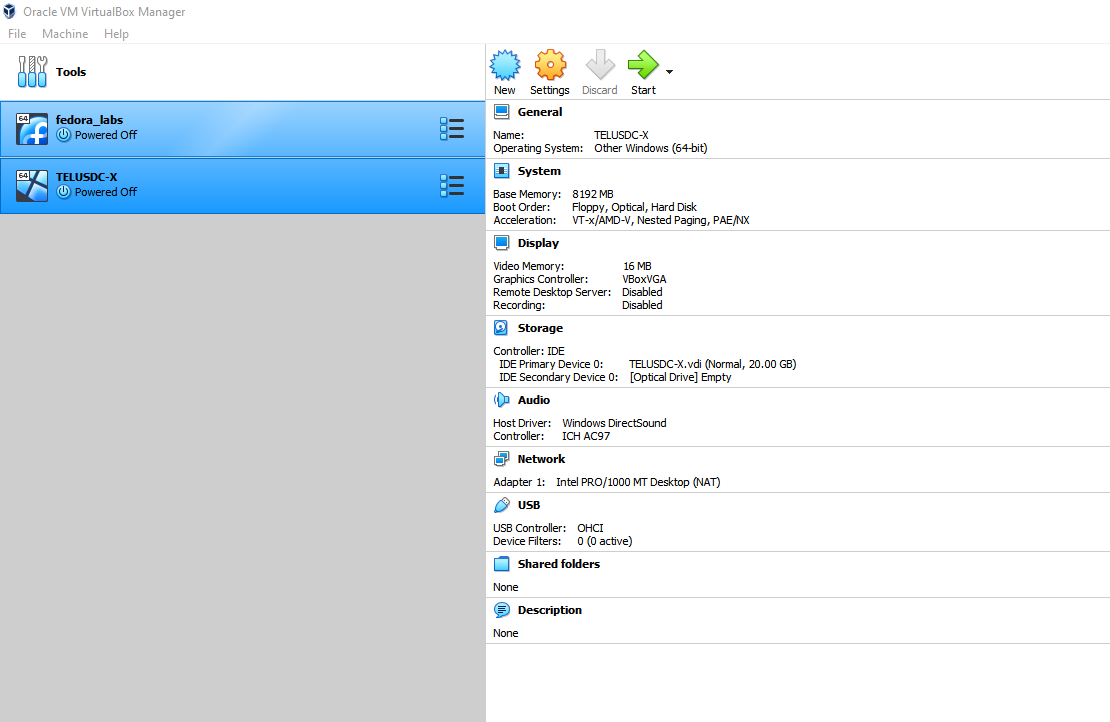 Oracle VM VirtualBox Manager
File Machine Help
Tools
64
fedora_labs
Powered Off
64
TELUSDC-X
Powered Off
New Settings Discard Start
General
Name: TELUSDC-X
Operating System: Other Windows (64-bit)
System
Base Memory: 8192 MB
Boot Order: Floppy, Optical, Hard Disk
Acceleration: VT-x/AMD-V, Nested Paging, PAE/NX
Display
Video Memory: 16 MB
Graphics Controller: VBoxVGA
Remote Desktop Server: Disabled
Recording: Disabled
Storage
Controller: IDE
IDE Primary Device 0: TELUSDC-X.vdi (Normal, 20.00 GB)
IDE Secondary Device 0: [Optical Drive] Empty
Audio
Host Driver: Windows DirectSound
Controller: ICH AC97
Network
Adapter 1: Intel PRO/1000 MT Desktop (NAT)
USB
USB Controller: OHCI
Device Filters: 0 (0 active)
Shared folders
None
Description
None